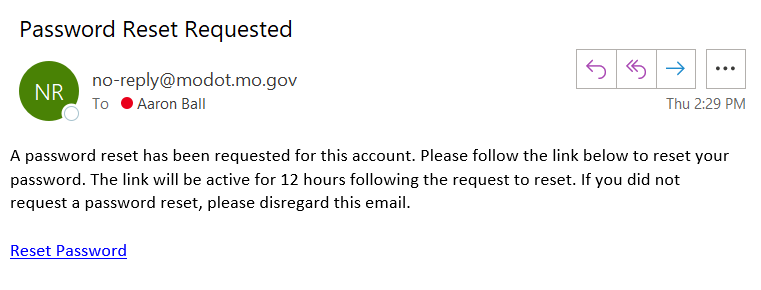 Password Reset Requested
NR
no-reply@modot.mo.gov
To Aaron Ball
Thu 2:29 PM
A password reset has been requested for this account. Please follow the link below to reset your
password. The link will be active for 12 hours following the request to reset. If you did not
request a password reset, please disregard this email.
Reset Password